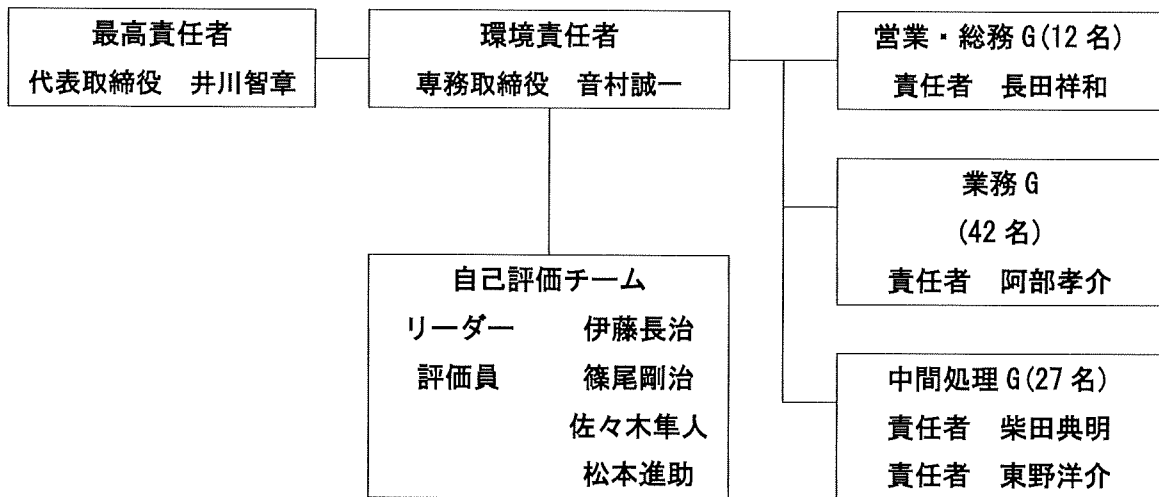 最高責任者
代表取締役　井川智章
環境責任者
専務取締役　音村誠一
営業・総務G(12名)
責任者　長田祥和
業務G
(42名)
責任者　阿部孝介
中間処理G(27名)
責任者　柴田典明
責任者　東野洋介
自己評価チーム
リーダー　伊藤長治
評価員　篠尾剛治
佐々木隼人
松本進助